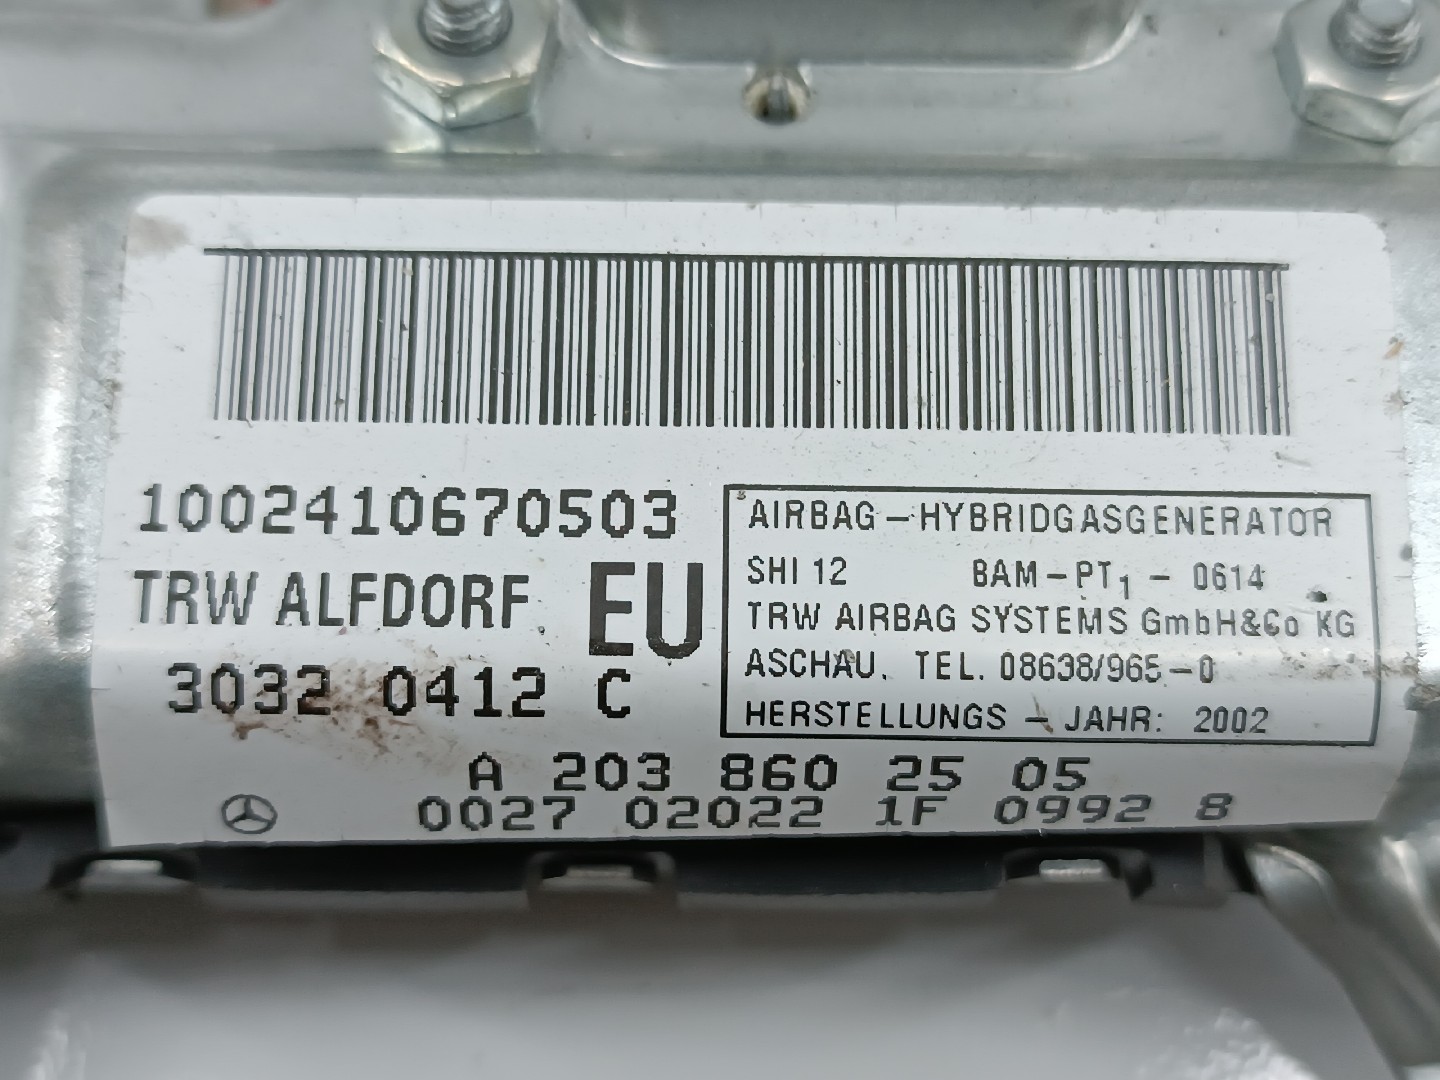 1002410670503
TRW ALFDORF EU
3032 0412 C
AIRBAG-HYBRIDGASGENERATOR
SHI 12 BAM-PT1 - 0614
TRW AIRBAG SYSTEMS GmbH&Co KG
ASCHAU. TEL. 08638/965-0
HERSTELLUNGS - JAHR: 2002
A 203 860 25 05
0027 02022 1F 0992 8